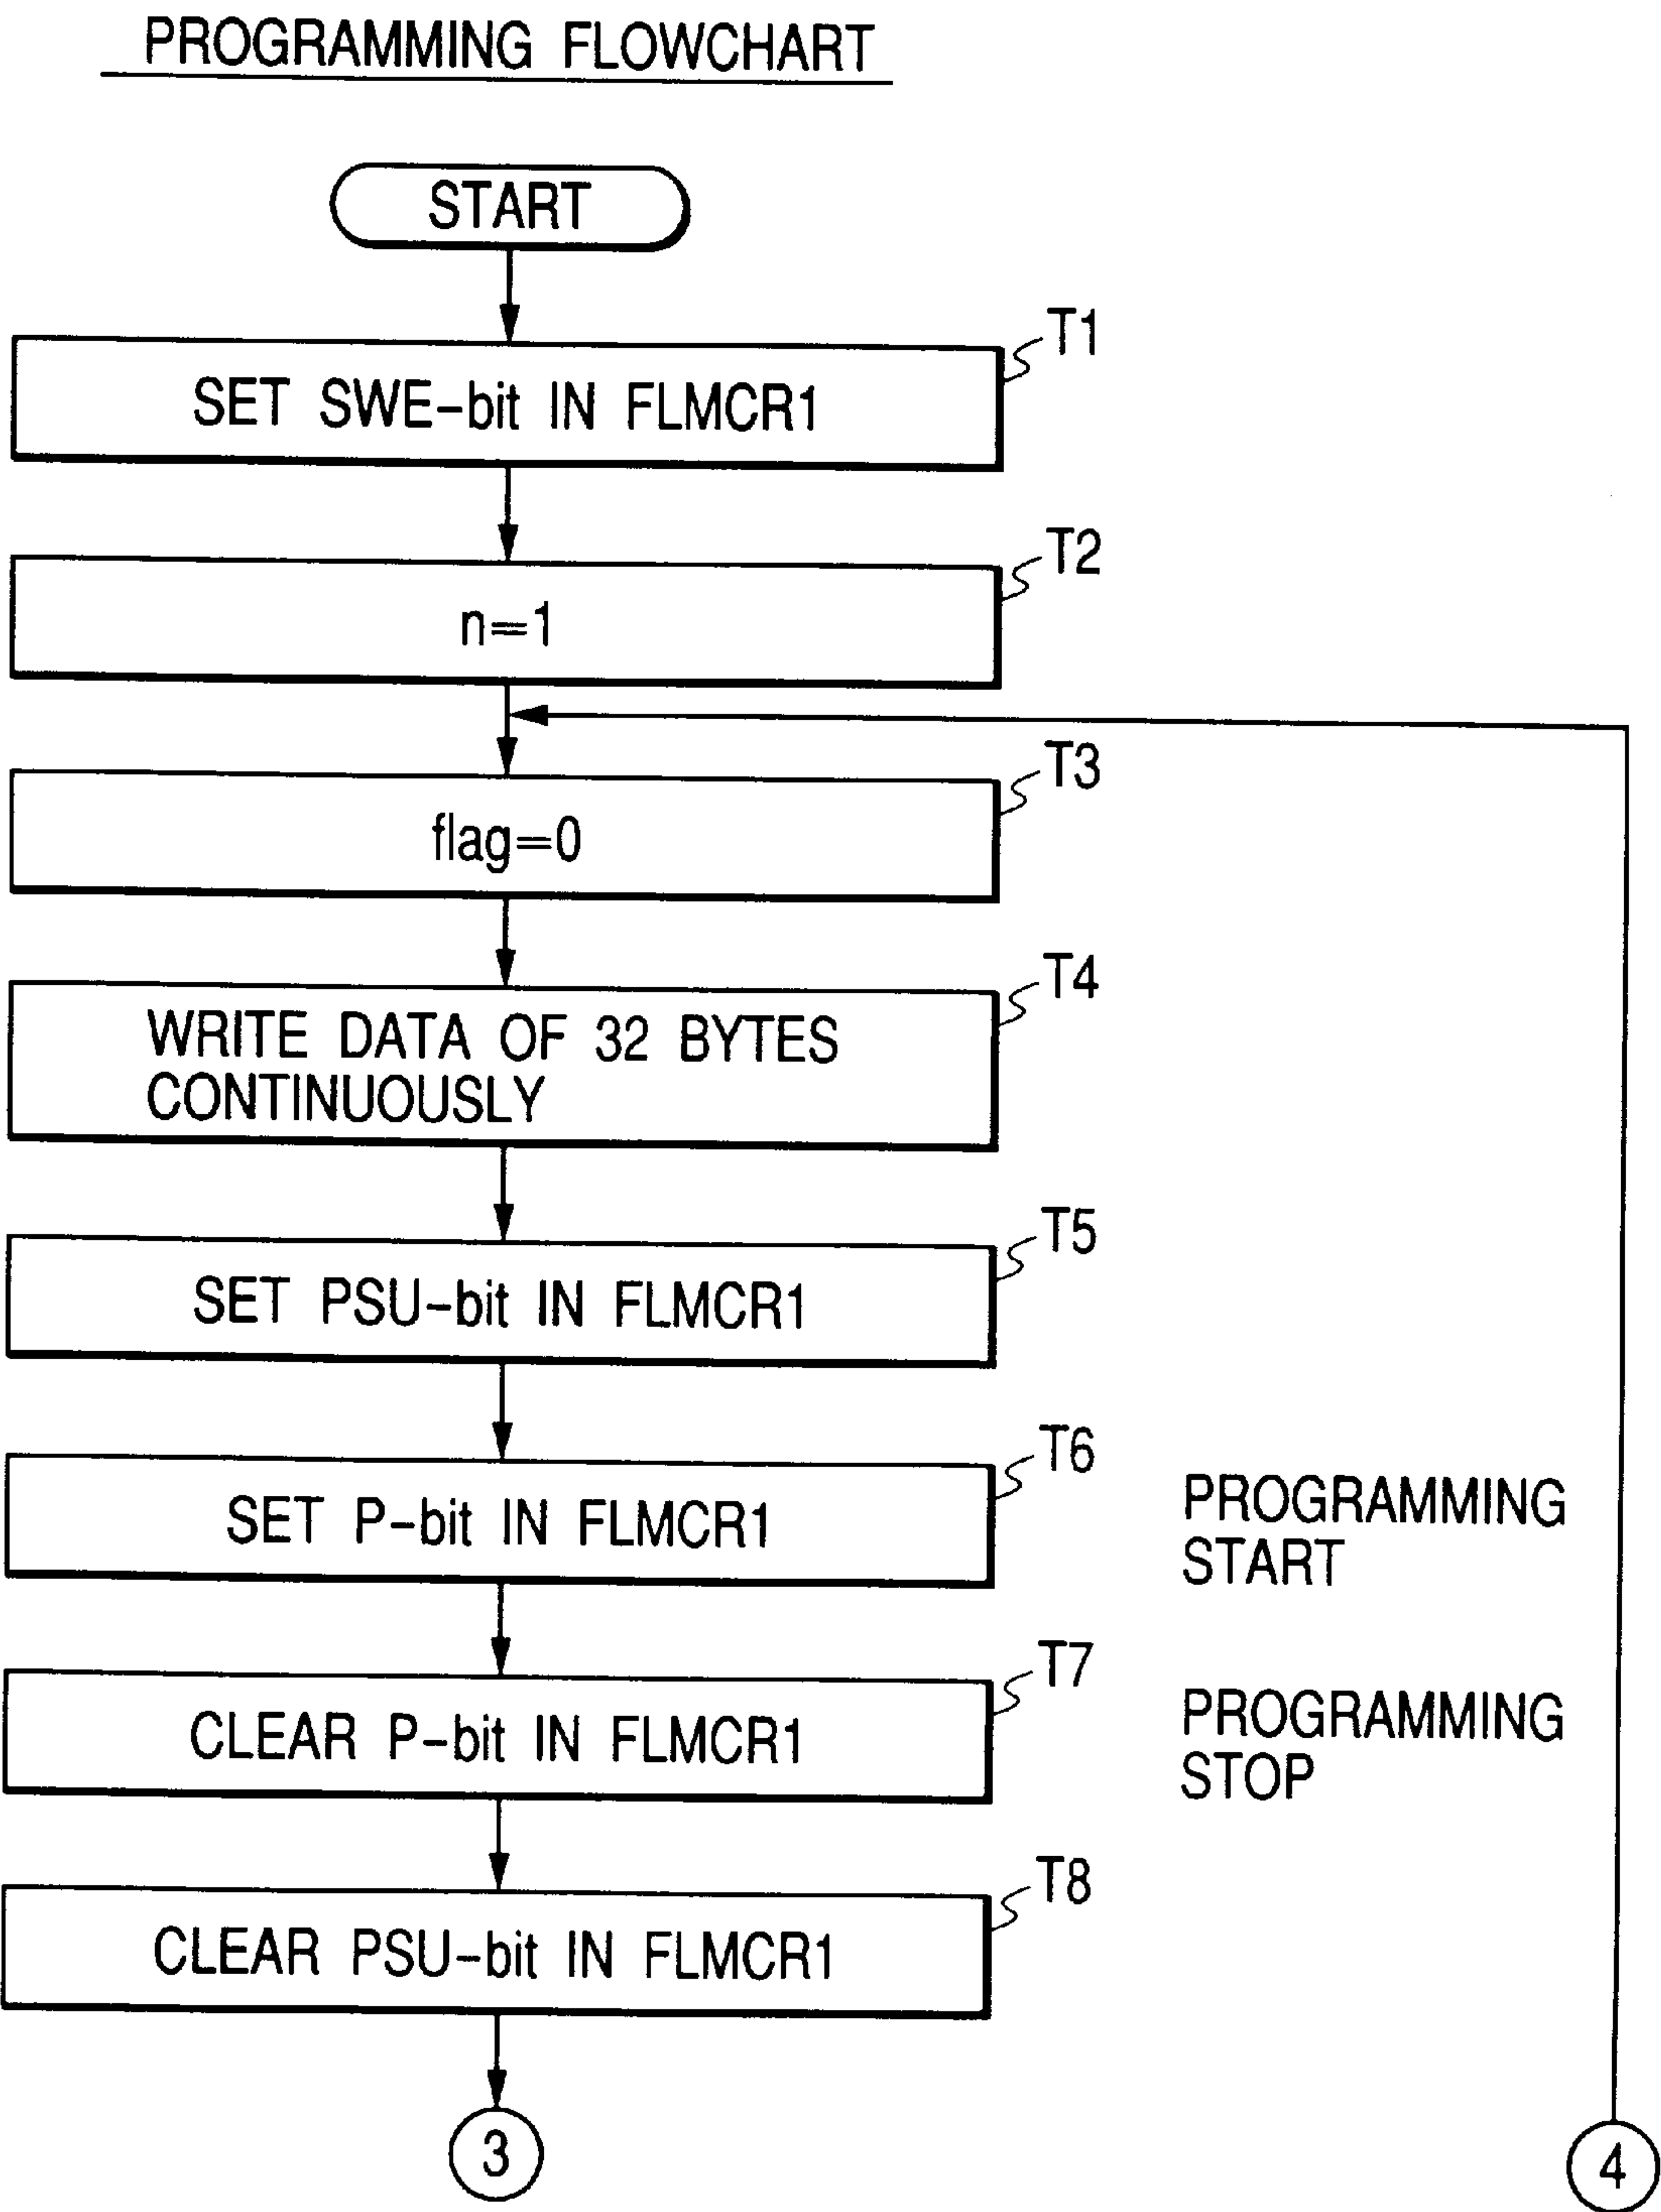 PROGRAMMING FLOWCHART
START
T1
SET SWE-bit IN FLMCR1
T2
n=1
T3
flag=0
T4
WRITE DATA OF 32 BYTES
CONTINUOUSLY
T5
SET PSU-bit IN FLMCR1
T6
SET P-bit IN FLMCR1
PROGRAMMING
START
T7
CLEAR P-bit IN FLMCR1
PROGRAMMING
STOP
T8
CLEAR PSU-bit IN FLMCR1
3
4